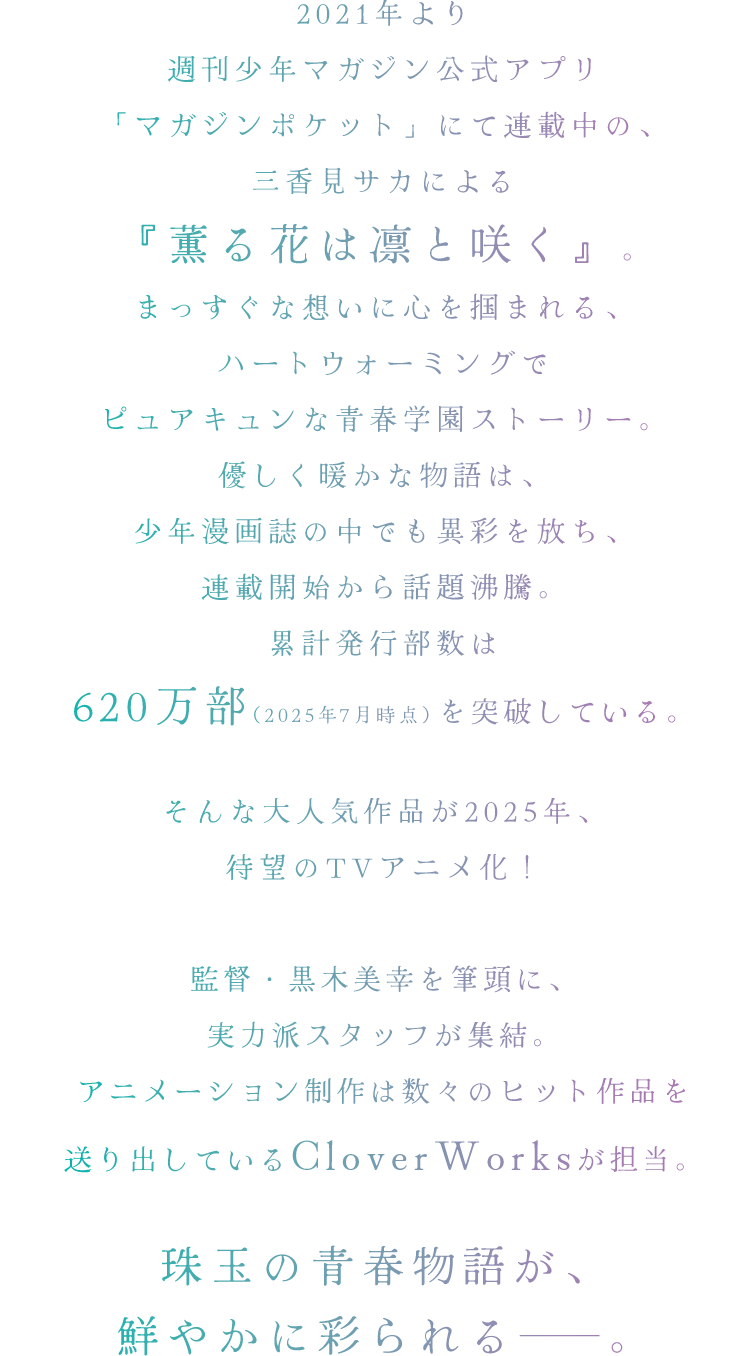 2021年より
週刊少年マガジン公式アプリ
「マガジンポケット」にて連載中の、
三香見サカによる
『薫る花は凛と咲く』。
まっすぐな想いに心を掴まれる、
ハートウォーミングで
ピュアキュンな青春学園ストーリー。
優しく暖かな物語は、
少年漫画誌の中でも異彩を放ち、
連載開始から話題沸騰。
累計発行部数は
620万部（2025年7月時点）を突破している。
そんな大人気作品が2025年、
待望のTVアニメ化！
監督・黒木美幸を筆頭に、
実力派スタッフが集結。
アニメーション制作は数々のヒット作品を
送り出しているCloverWorksが担当。
珠玉の青春物語が、
鮮やかに彩られる──。